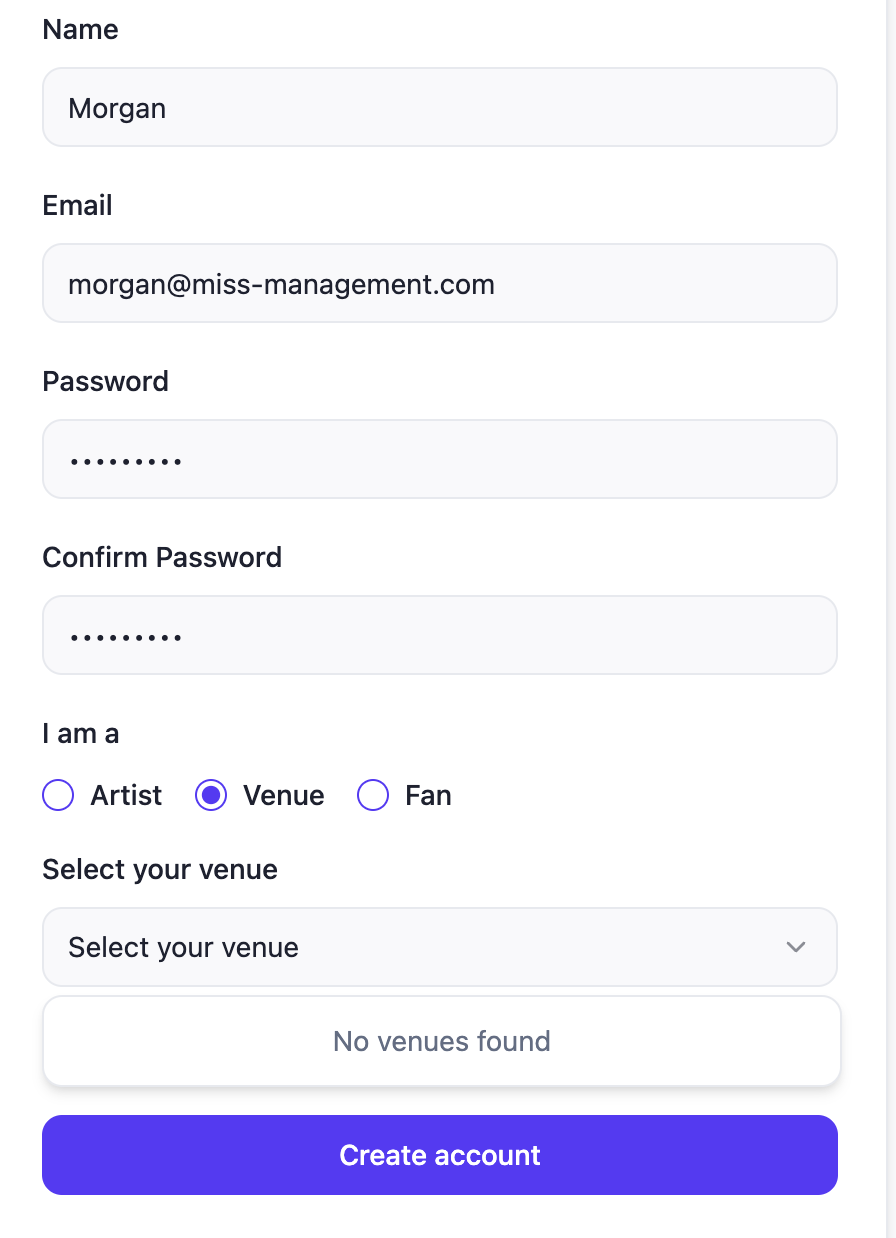 Name
Morgan
Email
morgan@miss-management.com
Password
•••••••••
Confirm Password
•••••••••
I am a
Artist Venue Fan
Select your venue
Select your venue
No venues found
Create account